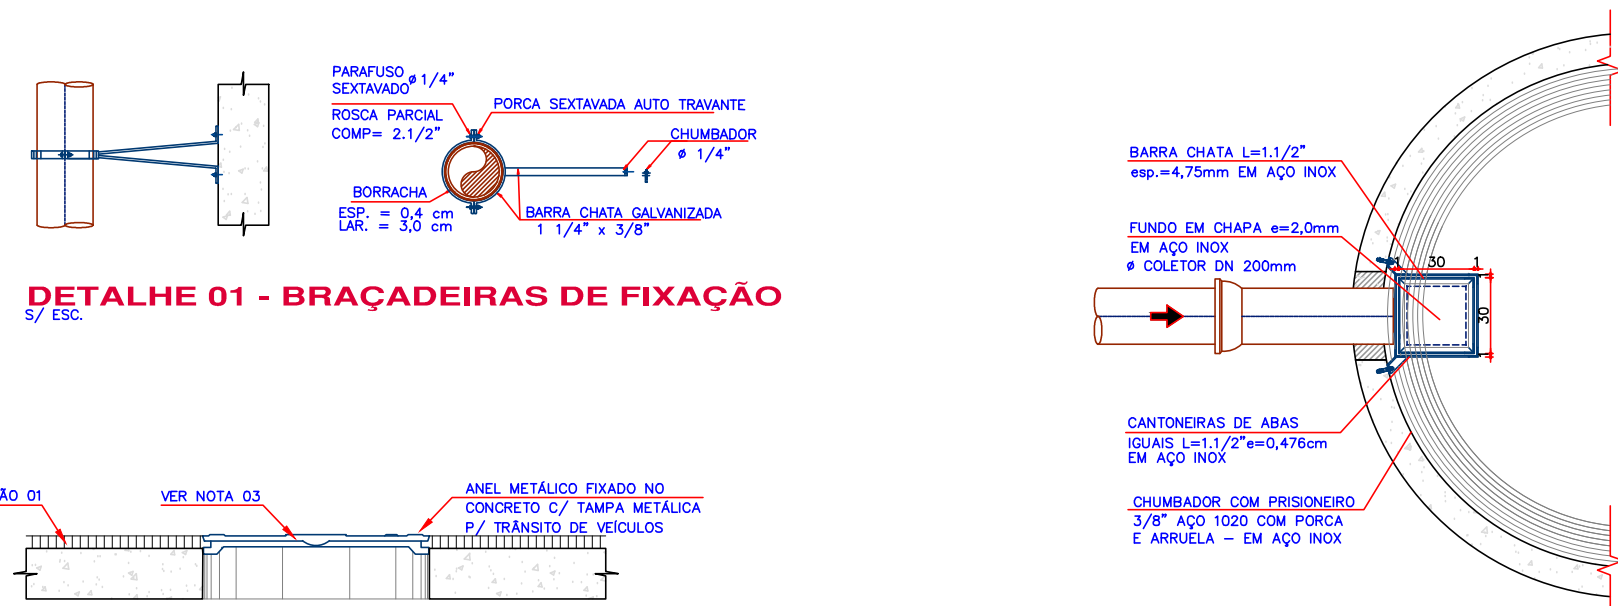 PARAFUSO
SEXTAVADO ø 1/4"
ROSCA PARCIAL
COMP= 2.1/2"
PORCA SEXTAVADA AUTO TRAVANTE
CHUMBADOR
ø 1/4"
BORRACHA
ESP. = 0,4 cm
LAR. = 3,0 cm
BARRA CHATA GALVANIZADA
1 1/4" x 3/8"
DETALHE 01 - BRAÇADEIRAS DE FIXAÇÃO
S/ ESC.
BARRA CHATA L=1.1/2"
esp.=4,75mm EM AÇO INOX
FUNDO EM CHAPA e=2,0mm
EM AÇO INOX
ø COLETOR DN 200mm
1 30 1
1
30
1
CANTONEIRAS DE ABAS
IGUAIS L=1.1/2"e=0,476cm
EM AÇO INOX
CHUMBADOR COM PRISIONEIRO
3/8" AÇO 1020 COM PORCA
E ARRUELA – EM AÇO INOX
ÃO 01
VER NOTA 03
ANEL METÁLICO FIXADO NO
CONCRETO C/ TAMPA METÁLICA
P/ TRÂNSITO DE VEÍCULOS